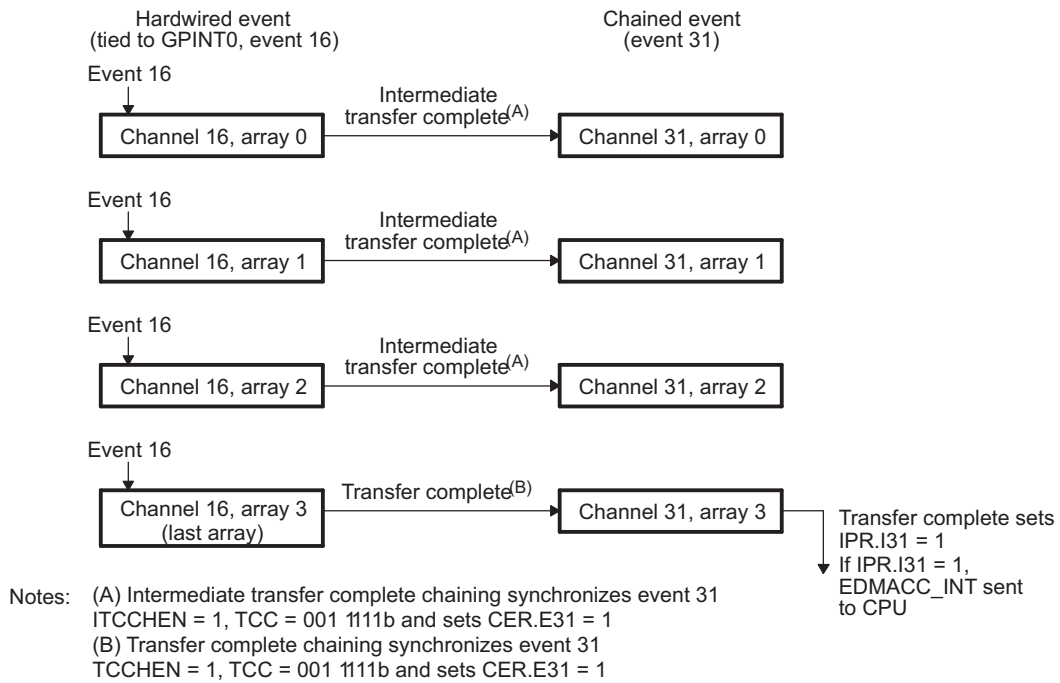 Hardwired event
(tied to GPINT0, event 16)
Chained event
(event 31)
Event 16
Intermediate
transfer complete(A)
Channel 16, array 0
Channel 31, array 0
Event 16
Intermediate
transfer complete(A)
Channel 16, array 1
Channel 31, array 1
Event 16
Intermediate
transfer complete(A)
Channel 16, array 2
Channel 31, array 2
Event 16
Transfer complete(B)
Channel 16, array 3
(last array)
Channel 31, array 3
Transfer complete sets
IPR.I31 = 1
If IPR.I31 = 1,
EDMACC_INT sent
to CPU
Notes: (A) Intermediate transfer complete chaining synchronizes event 31
ITCCHEN = 1, TCC = 001 1111b and sets CER.E31 = 1
(B) Transfer complete chaining synchronizes event 31
TCCHEN = 1, TCC = 001 1111b and sets CER.E31 = 1